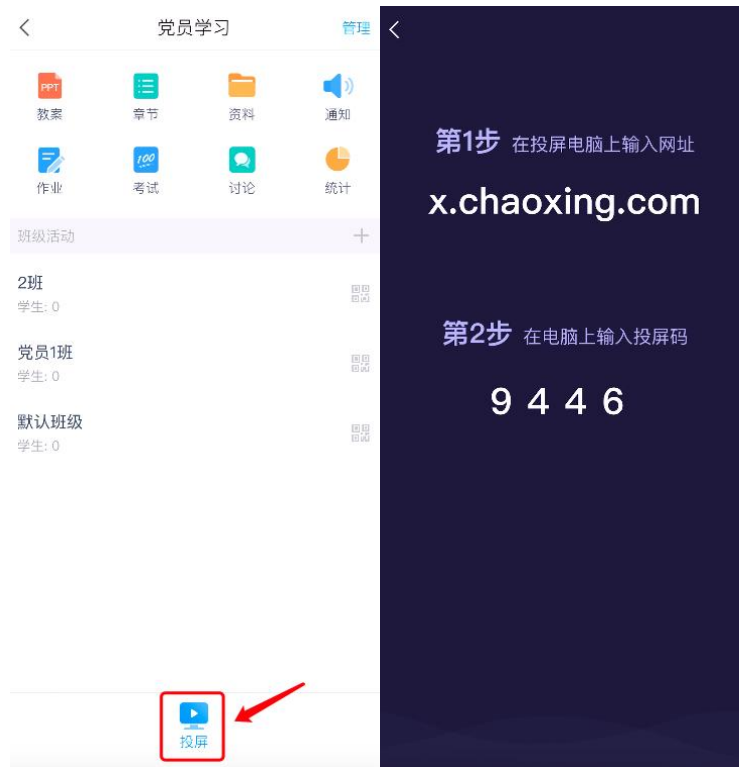 党员学习
管理
PPT
教案
章节
资料
通知
100
作业
考试
讨论
统计
班级活动
2班
学生: 0
党员1班
学生: 0
默认班级
学生: 0
投屏
第1步 在投屏电脑上输入网址
x.chaoxing.com
第2步 在电脑上输入投屏码
9 4 4 6